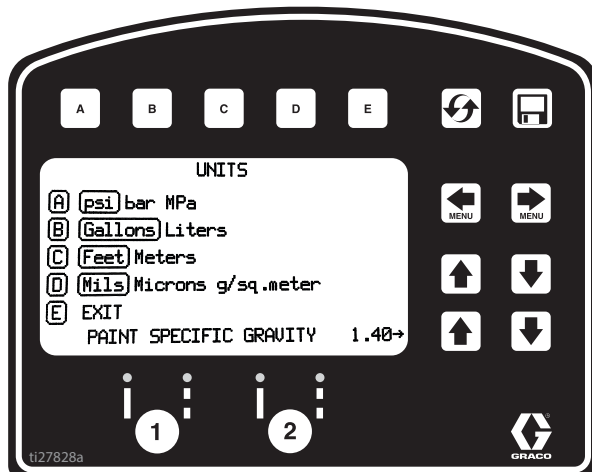 A B C D E
UNITS
A psi bar MPa
MENU MENU
B Gallons Liters
C Feet Meters
D Mils Microns g/sq.meter
E EXIT
PAINT SPECIFIC GRAVITY 1.40→
1 2
ti27828a
G
GRACO